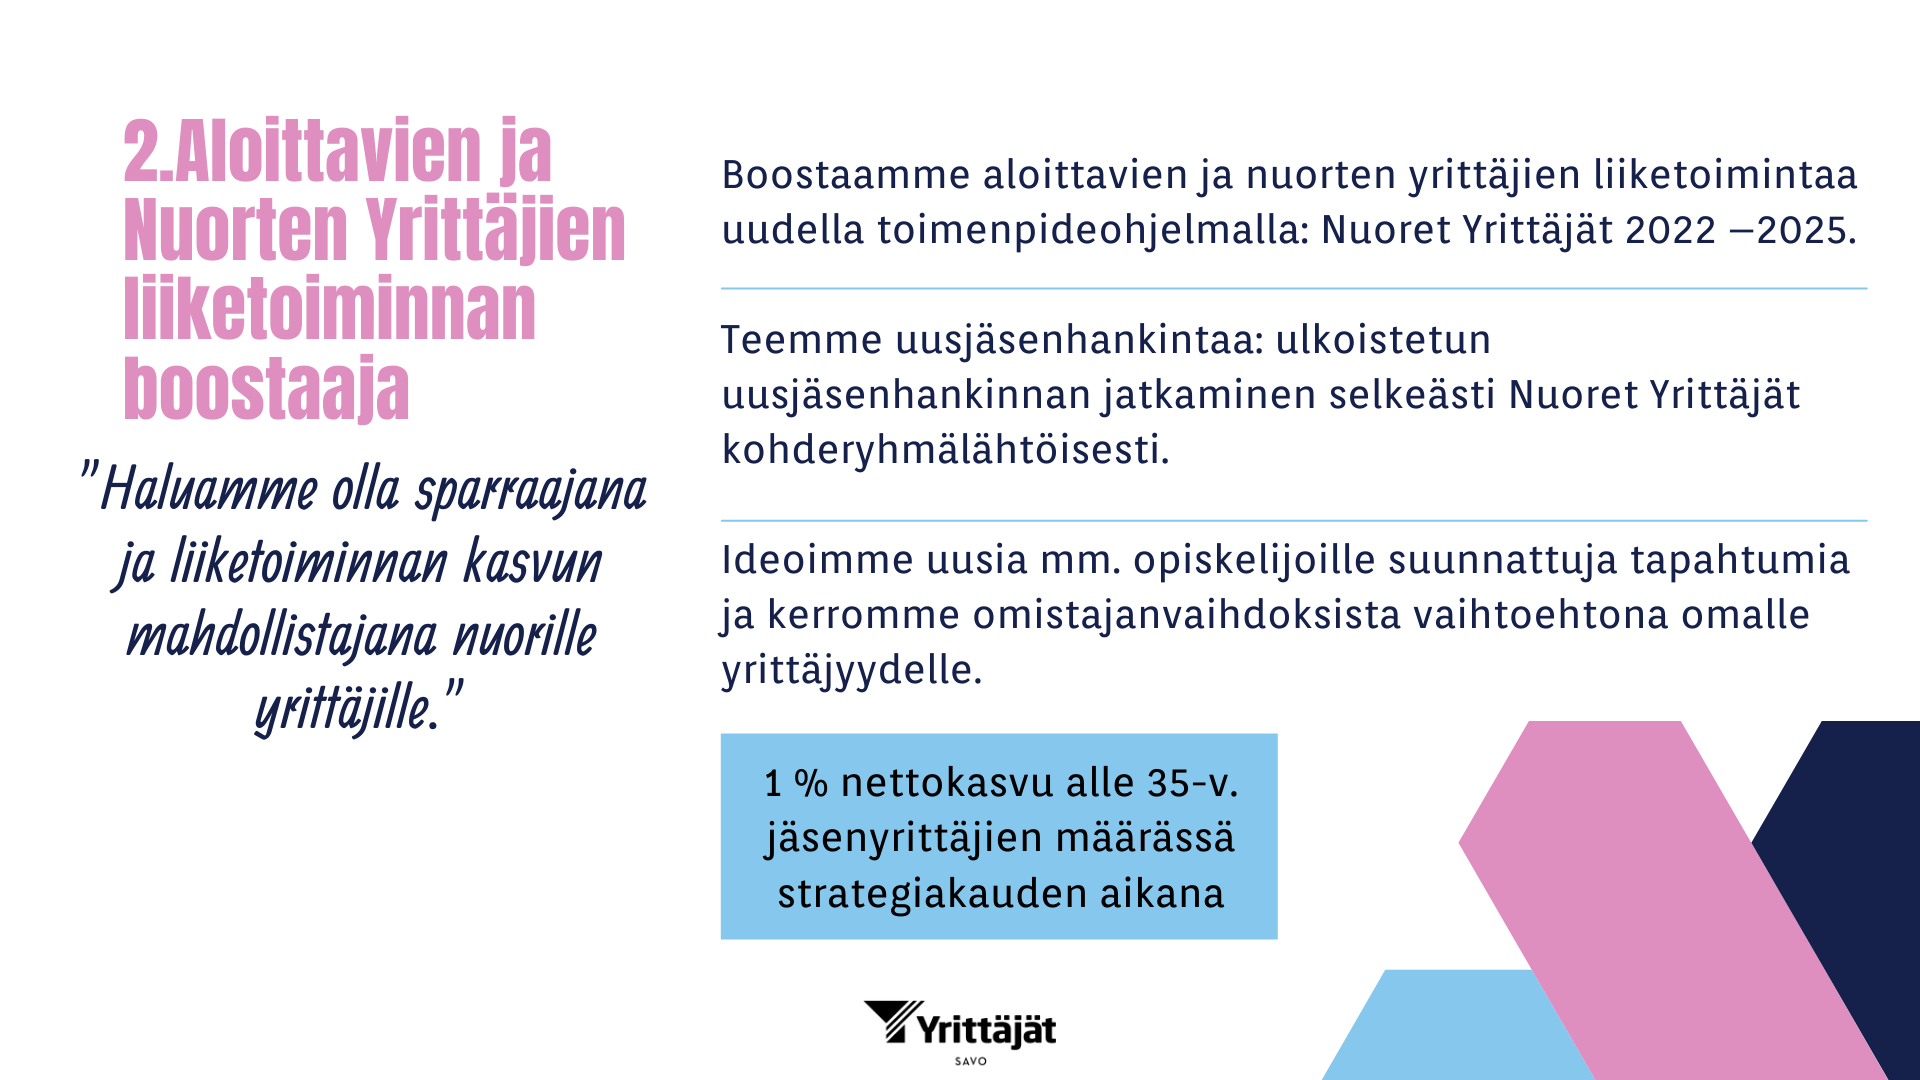 2.Aloittavien ja
Nuorten Yrittäjien
liiketoiminnan
boostaaja
”Haluamme olla sparraajana
ja liiketoiminnan kasvun
mahdollistajana nuorille
yrittäjille.”
Boostaamme aloittavien ja nuorten yrittäjien liiketoimintaa
uudella toimenpideohjelmalla: Nuoret Yrittäjät 2022 –2025.
Teemme uusjäsenhankintaa: ulkoistetun
uusjäsenhankinnan jatkaminen selkeästi Nuoret Yrittäjät
kohderyhmälähtöisesti.
Ideoimme uusia mm. opiskelijoille suunnattuja tapahtumia
ja kerromme omistajanvaihdoksista vaihtoehtona omalle
yrittäjyydelle.
1 % nettokasvu alle 35-v.
jäsenyrittäjien määrässä
strategiakauden aikana
Yrittäjät
SAVO